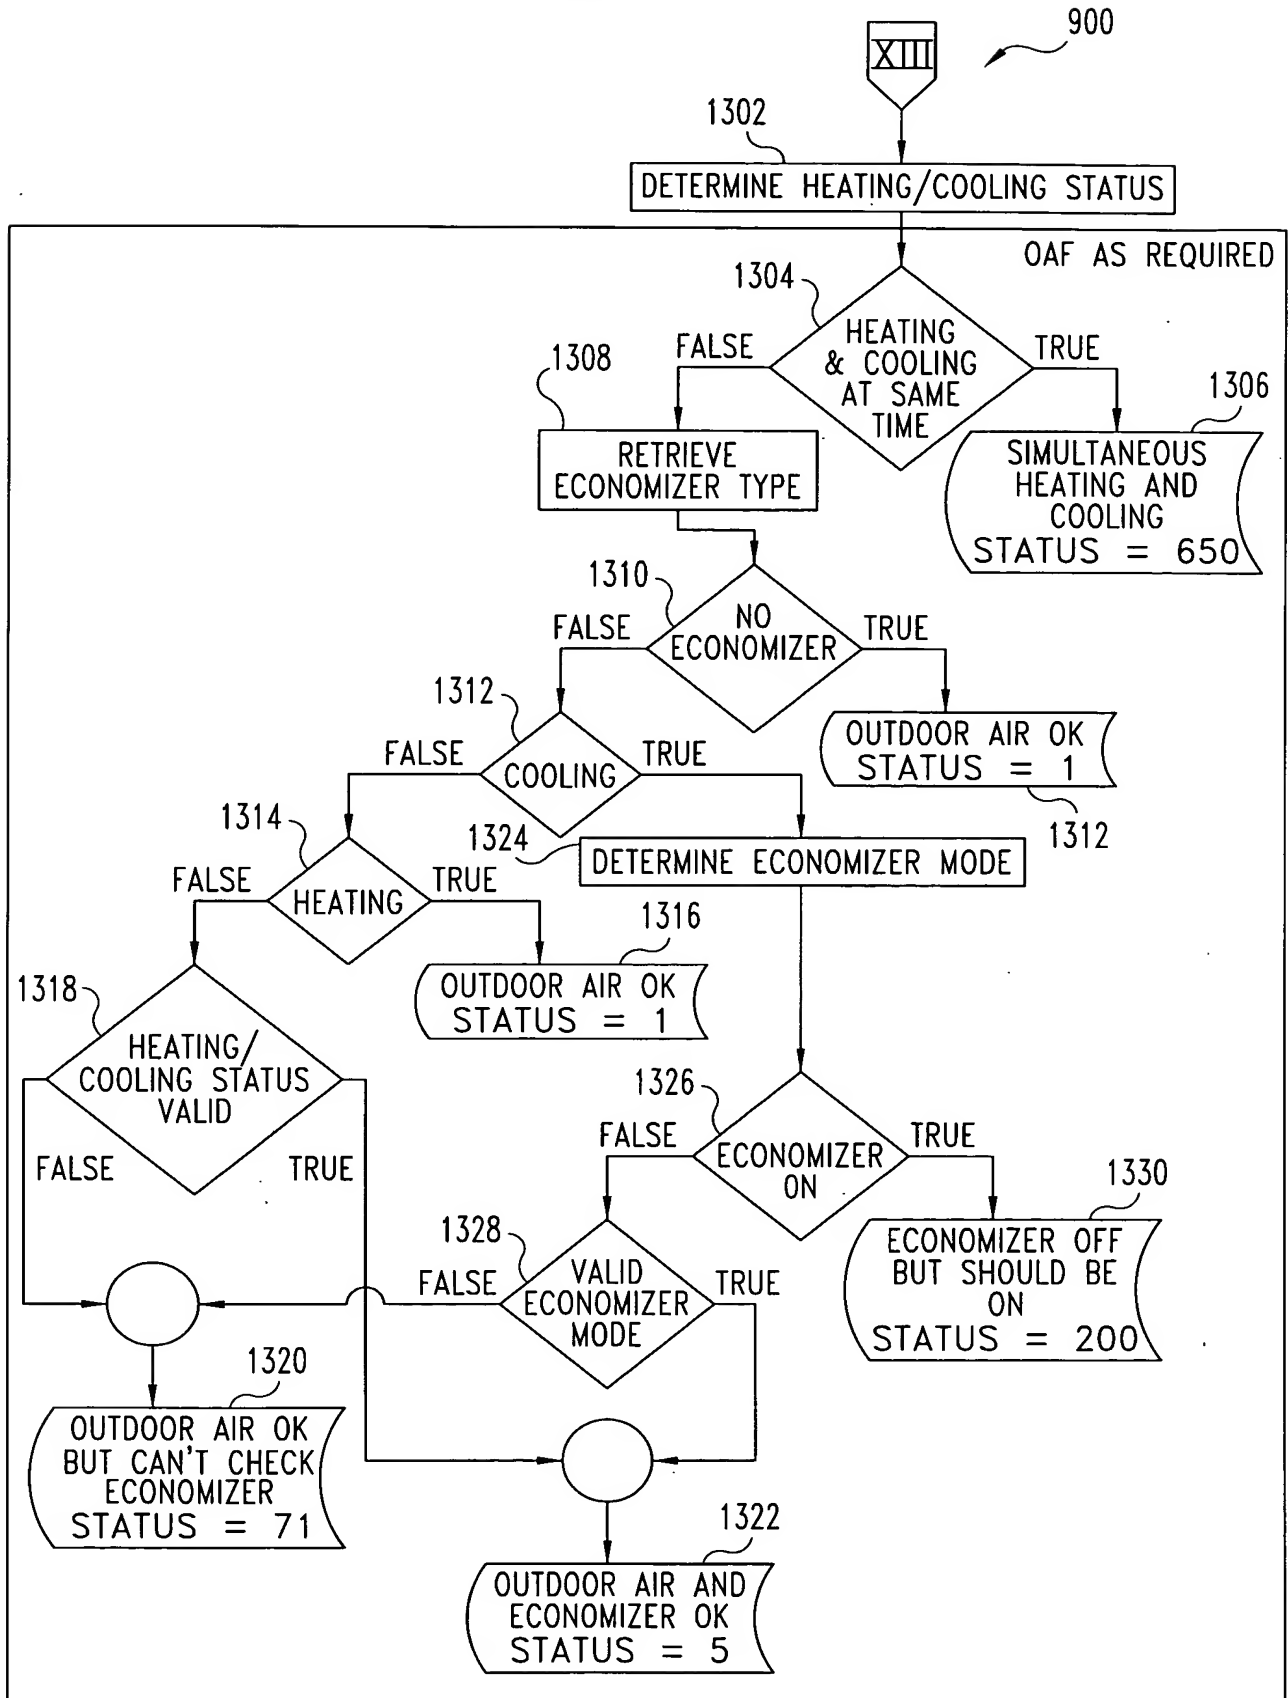 900
XIII
1302
DETERMINE HEATING/COOLING STATUS
OAF AS REQUIRED
1304
HEATING
& COOLING
AT SAME
TIME
FALSE
TRUE
1308
RETRIEVE
ECONOMIZER TYPE
1306
SIMULTANEOUS
HEATING AND
COOLING
STATUS = 650
1310
NO
ECONOMIZER
FALSE
TRUE
1312
COOLING
FALSE
TRUE
OUTDOOR AIR OK
STATUS = 1
1312
1314
HEATING
FALSE
TRUE
1324
DETERMINE ECONOMIZER MODE
1316
OUTDOOR AIR OK
STATUS = 1
1318
HEATING/
COOLING STATUS
VALID
FALSE
TRUE
1326
ECONOMIZER
ON
FALSE
TRUE
1328
VALID
ECONOMIZER
MODE
FALSE
TRUE
1330
ECONOMIZER OFF
BUT SHOULD BE
ON
STATUS = 200
1320
OUTDOOR AIR OK
BUT CAN'T CHECK
ECONOMIZER
STATUS = 71
1322
OUTDOOR AIR AND
ECONOMIZER OK
STATUS = 5